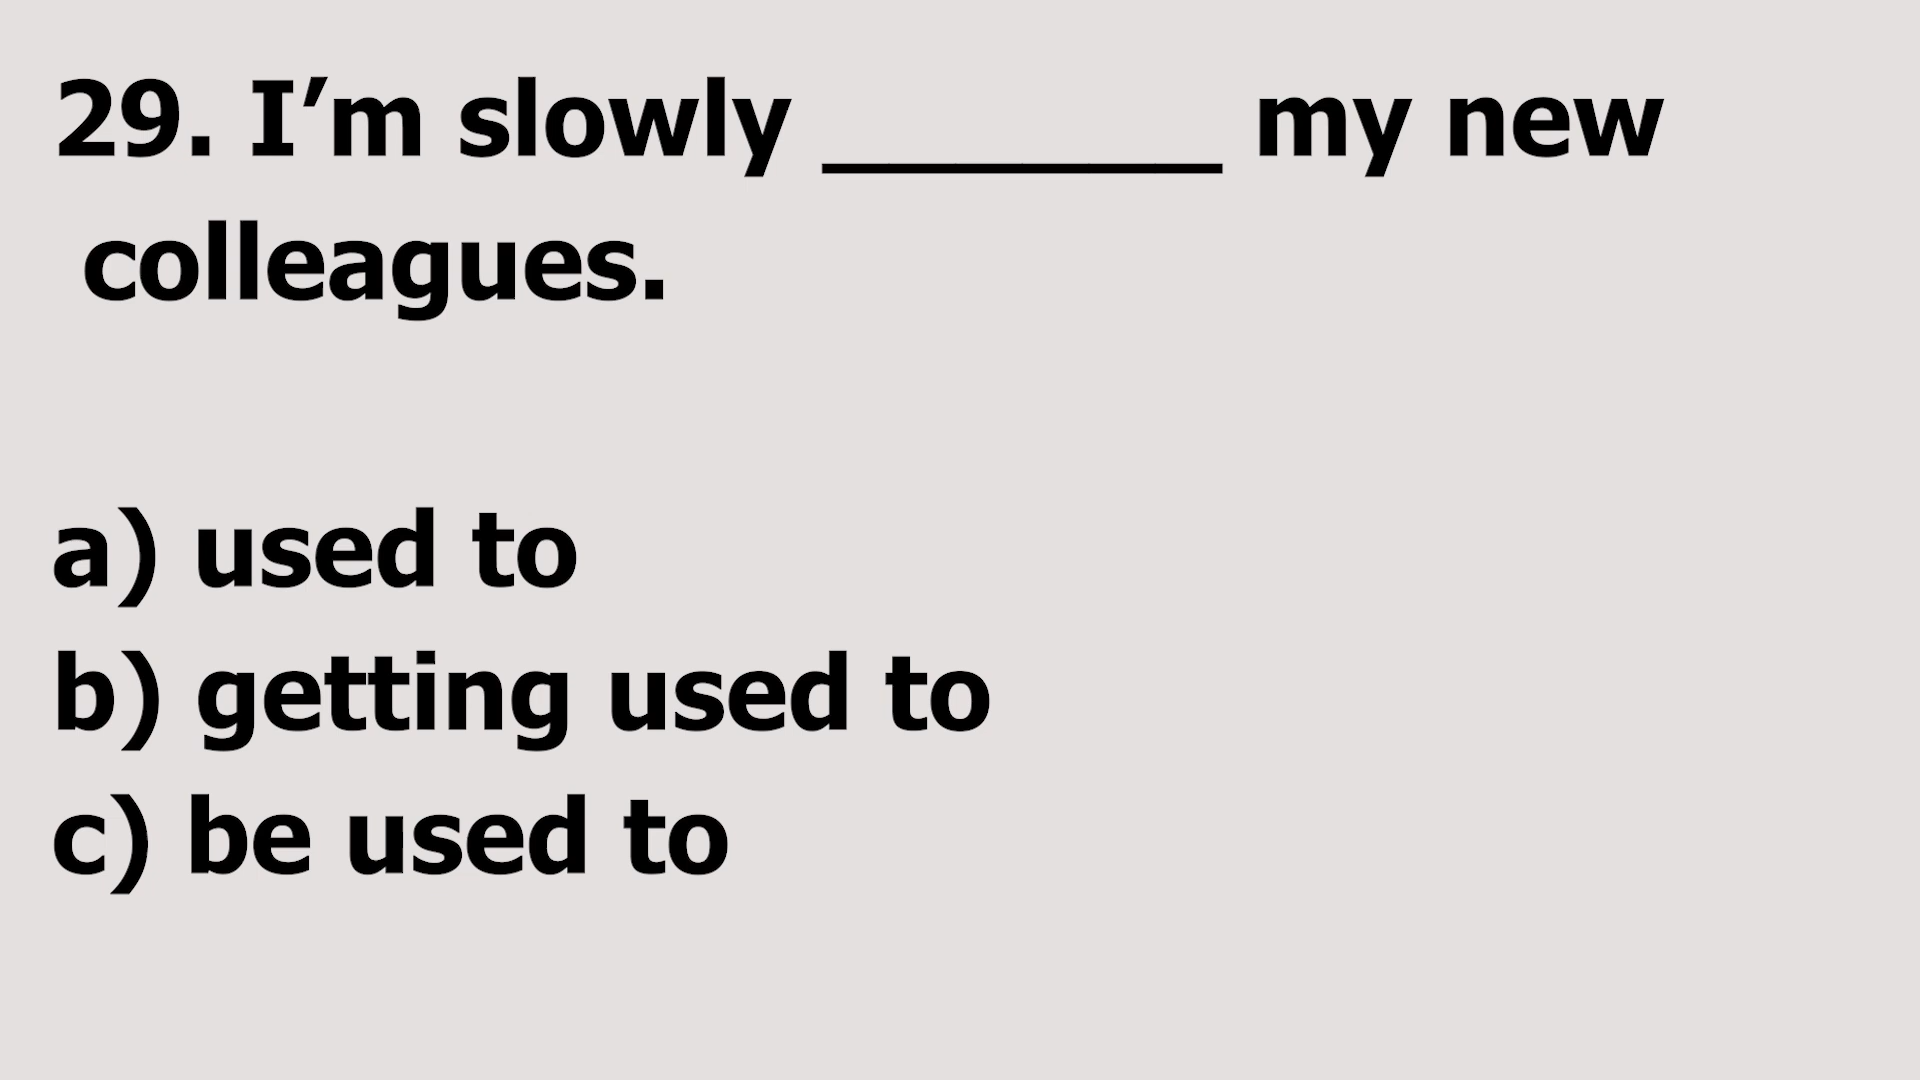 29. I’m slowly ________ my new
colleagues.
a) used to
b) getting used to
c) be used to